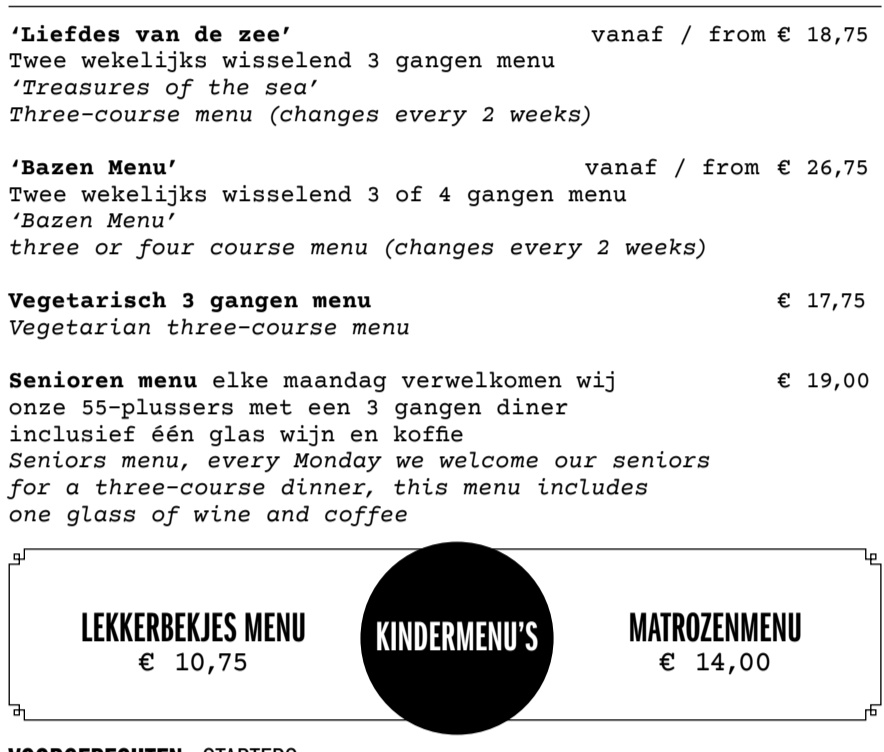 ‘Liefdes van de zee’ vanaf / from € 18,75
Twee wekelijks wisselend 3 gangen menu
‘Treasures of the sea’
Three-course menu (changes every 2 weeks)
‘Bazen Menu’ vanaf / from € 26,75
Twee wekelijks wisselend 3 of 4 gangen menu
‘Bazen Menu’
three or four course menu (changes every 2 weeks)
Vegetarisch 3 gangen menu € 17,75
Vegetarian three-course menu
Senioren menu elke maandag verwelkomen wij € 19,00
onze 55-plussers met een 3 gangen diner
inclusief één glas wijn en koffie
Seniors menu, every Monday we welcome our seniors
for a three-course dinner, this menu includes
one glass of wine and coffee
LEKKERBEKJES MENU
€ 10,75
KINDERMENU’S
MATROZENMENU
€ 14,00
VOORGERECHTEN STARTERS